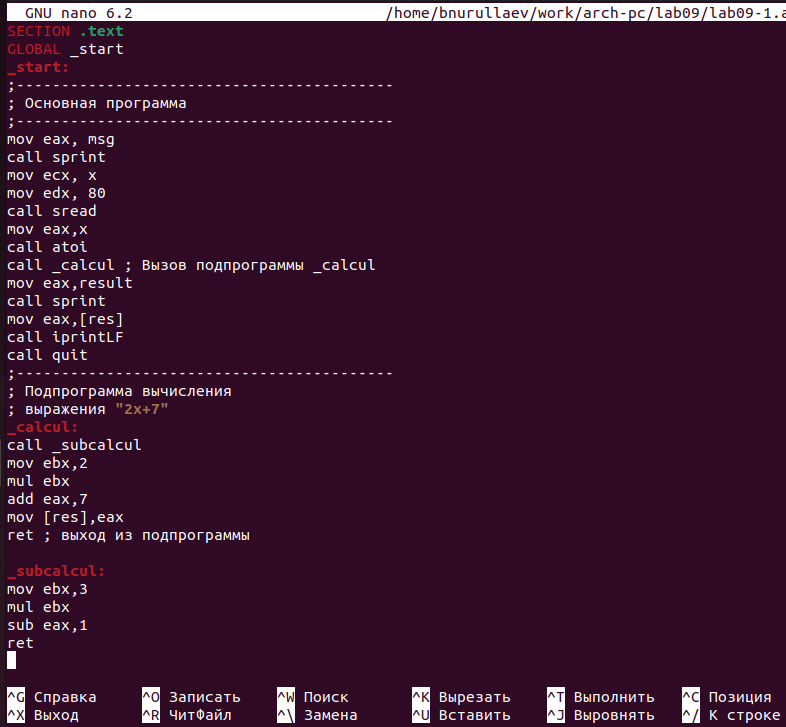 GNU nano 6.2 /home/bnurullaev/work/arch-pc/lab09/lab09-1.a
SECTION .text
GLOBAL _start
_start:
;------------------------------------------
; Основная программа
;------------------------------------------
mov eax, msg
call sprint
mov ecx, x
mov edx, 80
call sread
mov eax,x
call atoi
call _calcul ; Вызов подпрограммы _calcul
mov eax,result
call sprint
mov eax,[res]
call iprintLF
call quit
;------------------------------------------
; Подпрограмма вычисления
; выражения "2x+7"
_calcul:
call _subcalcul
mov ebx,2
mul ebx
add eax,7
mov [res],eax
ret ; выход из подпрограммы
_subcalcul:
mov ebx,3
mul ebx
sub eax,1
ret
^G Справка ^O Записать ^W Поиск ^K Вырезать ^T Выполнить ^C Позиция
^X Выход ^R ЧитФайл ^\ Замена ^U Вставить ^J Выровнять ^/ К строке